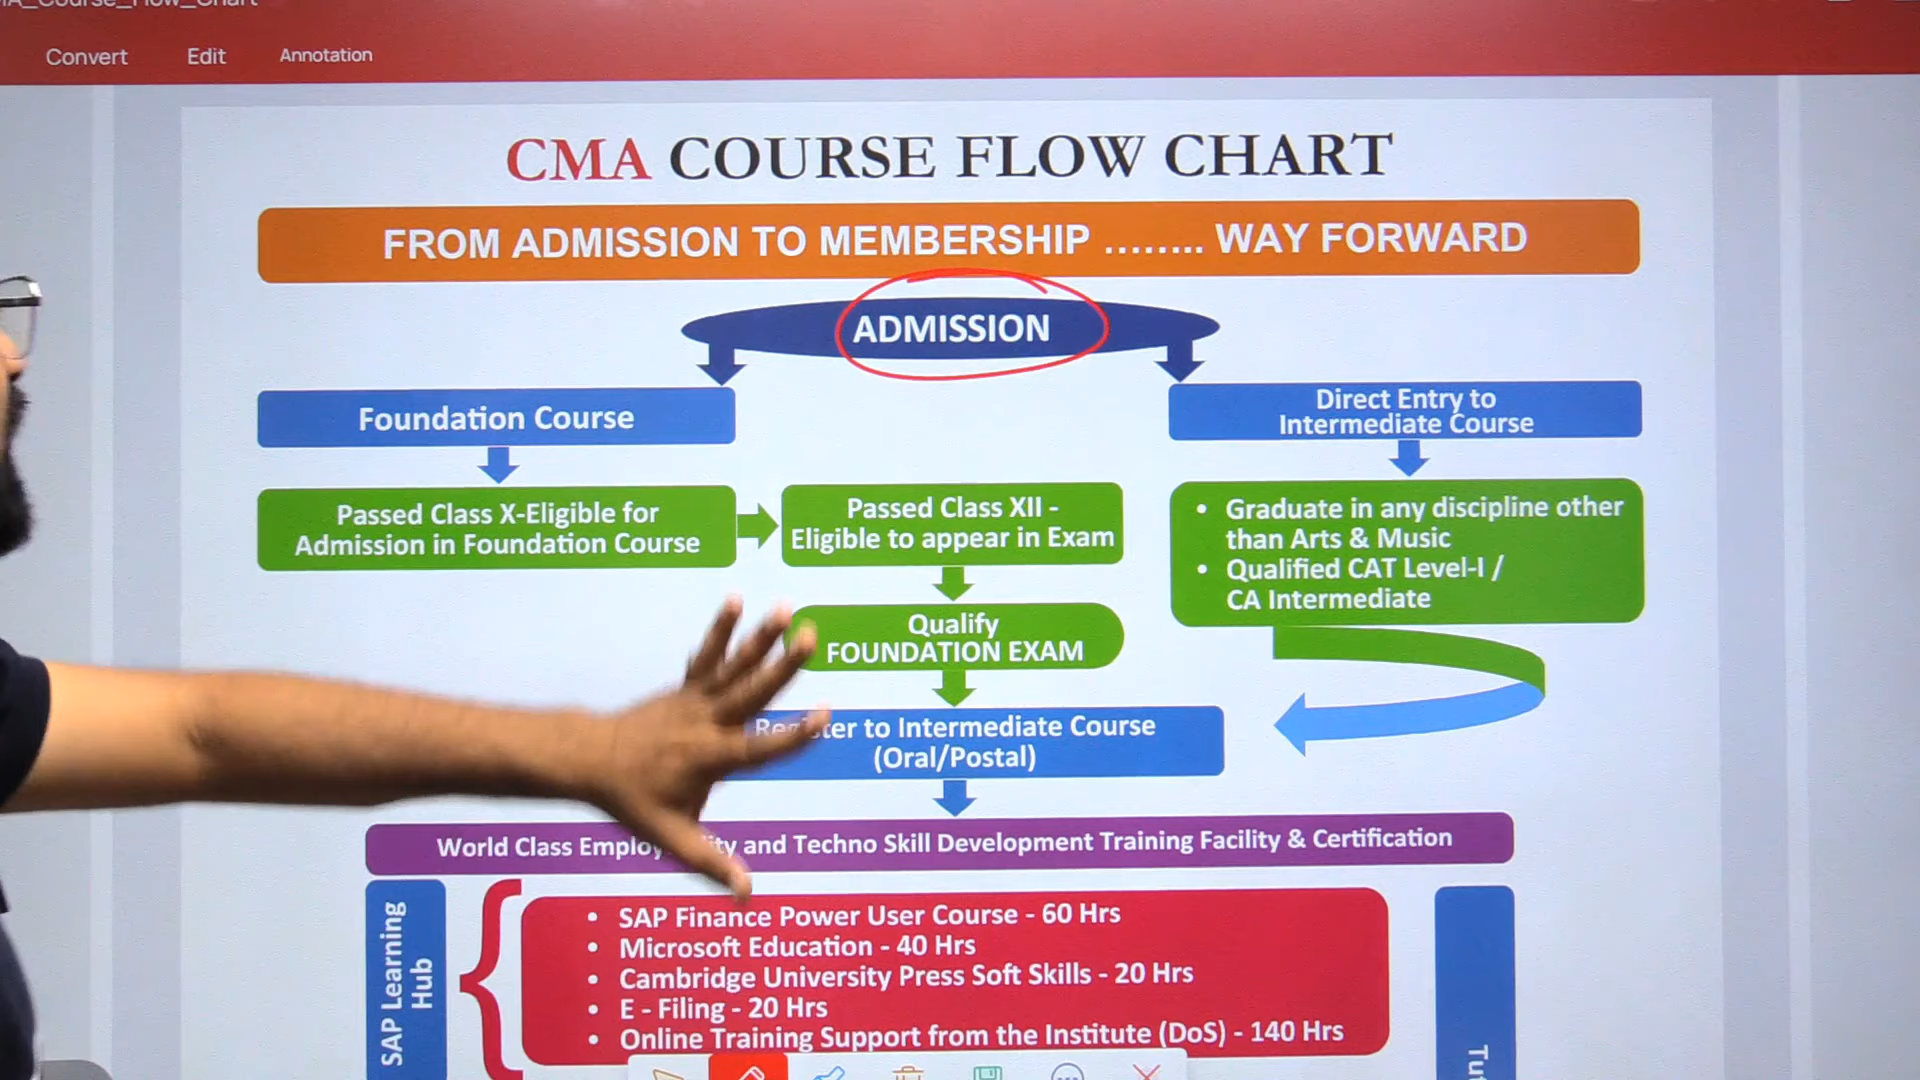 Convert Edit Annotation
CMA COURSE FLOW CHART
FROM ADMISSION TO MEMBERSHIP ........ WAY FORWARD
ADMISSION
Foundation Course
Direct Entry to
Intermediate Course
Passed Class X-Eligible for
Admission in Foundation Course
Passed Class XII -
Eligible to appear in Exam
• Graduate in any discipline other
than Arts & Music
• Qualified CAT Level-I /
CA Intermediate
Qualify
FOUNDATION EXAM
to Intermediate Course
(Oral/Postal)
World Class and Techno Skill Development Training Facility & Certification
SAP Learning
Hub
• SAP Finance Power User Course - 60 Hrs
• Microsoft Education - 40 Hrs
• Cambridge University Press Soft Skills - 20 Hrs
• E - Filing - 20 Hrs
• Online Training Support from the Institute (DoS) - 140 Hrs